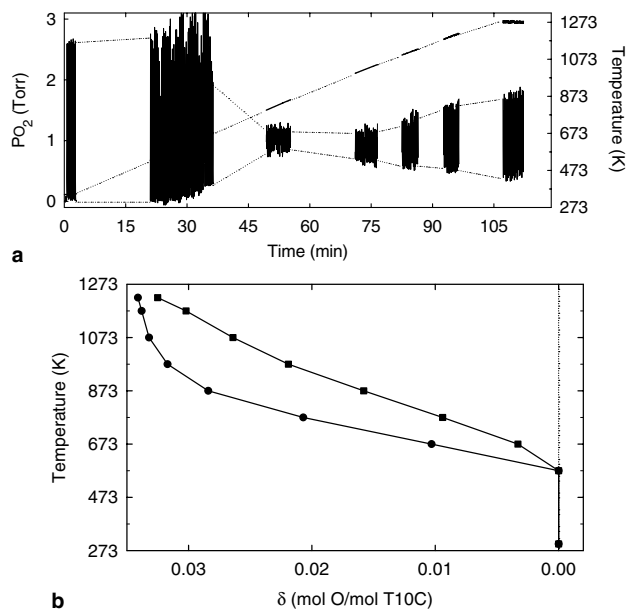 3
2
1
0
Po2 (Torr)
1273
1073
873
673
473
273
Temperature (K)
0 15 30 45 60 75 90 105
Time (min)
a
1273
1073
873
673
473
273
Temperature (K)
0.03 0.02 0.01 0.00
δ (mol O/mol T10C)
b